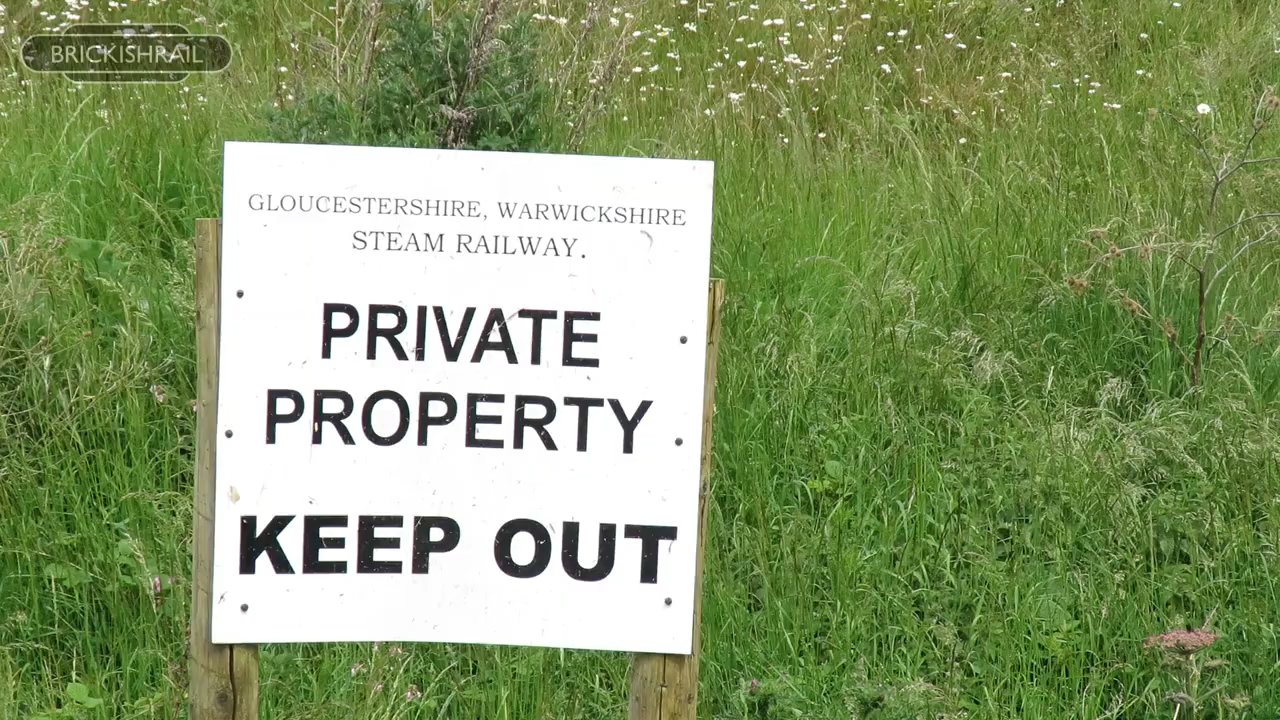 BRICKISHRAIL
GLOUCESTERSHIRE, WARWICKSHIRE
STEAM RAILWAY.
PRIVATE
PROPERTY
KEEP OUT